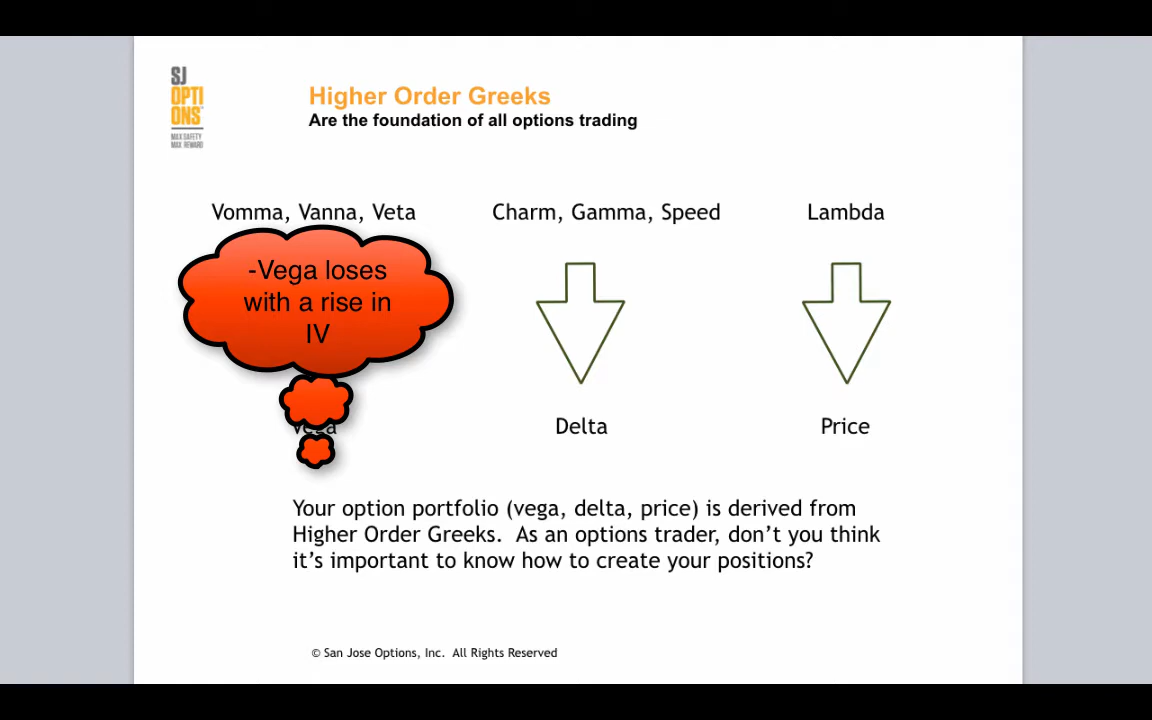 SJ
OPTI
ONS
MAX SAFETY
MAX REWARD
Higher Order Greeks
Are the foundation of all options trading
Vomma, Vanna, Veta
Charm, Gamma, Speed
Lambda
-Vega loses
with a rise in
IV
Vega
Delta
Price
Your option portfolio (vega, delta, price) is derived from
Higher Order Greeks.  As an options trader, don't you think
it's important to know how to create your positions?
© San Jose Options, Inc.  All Rights Reserved